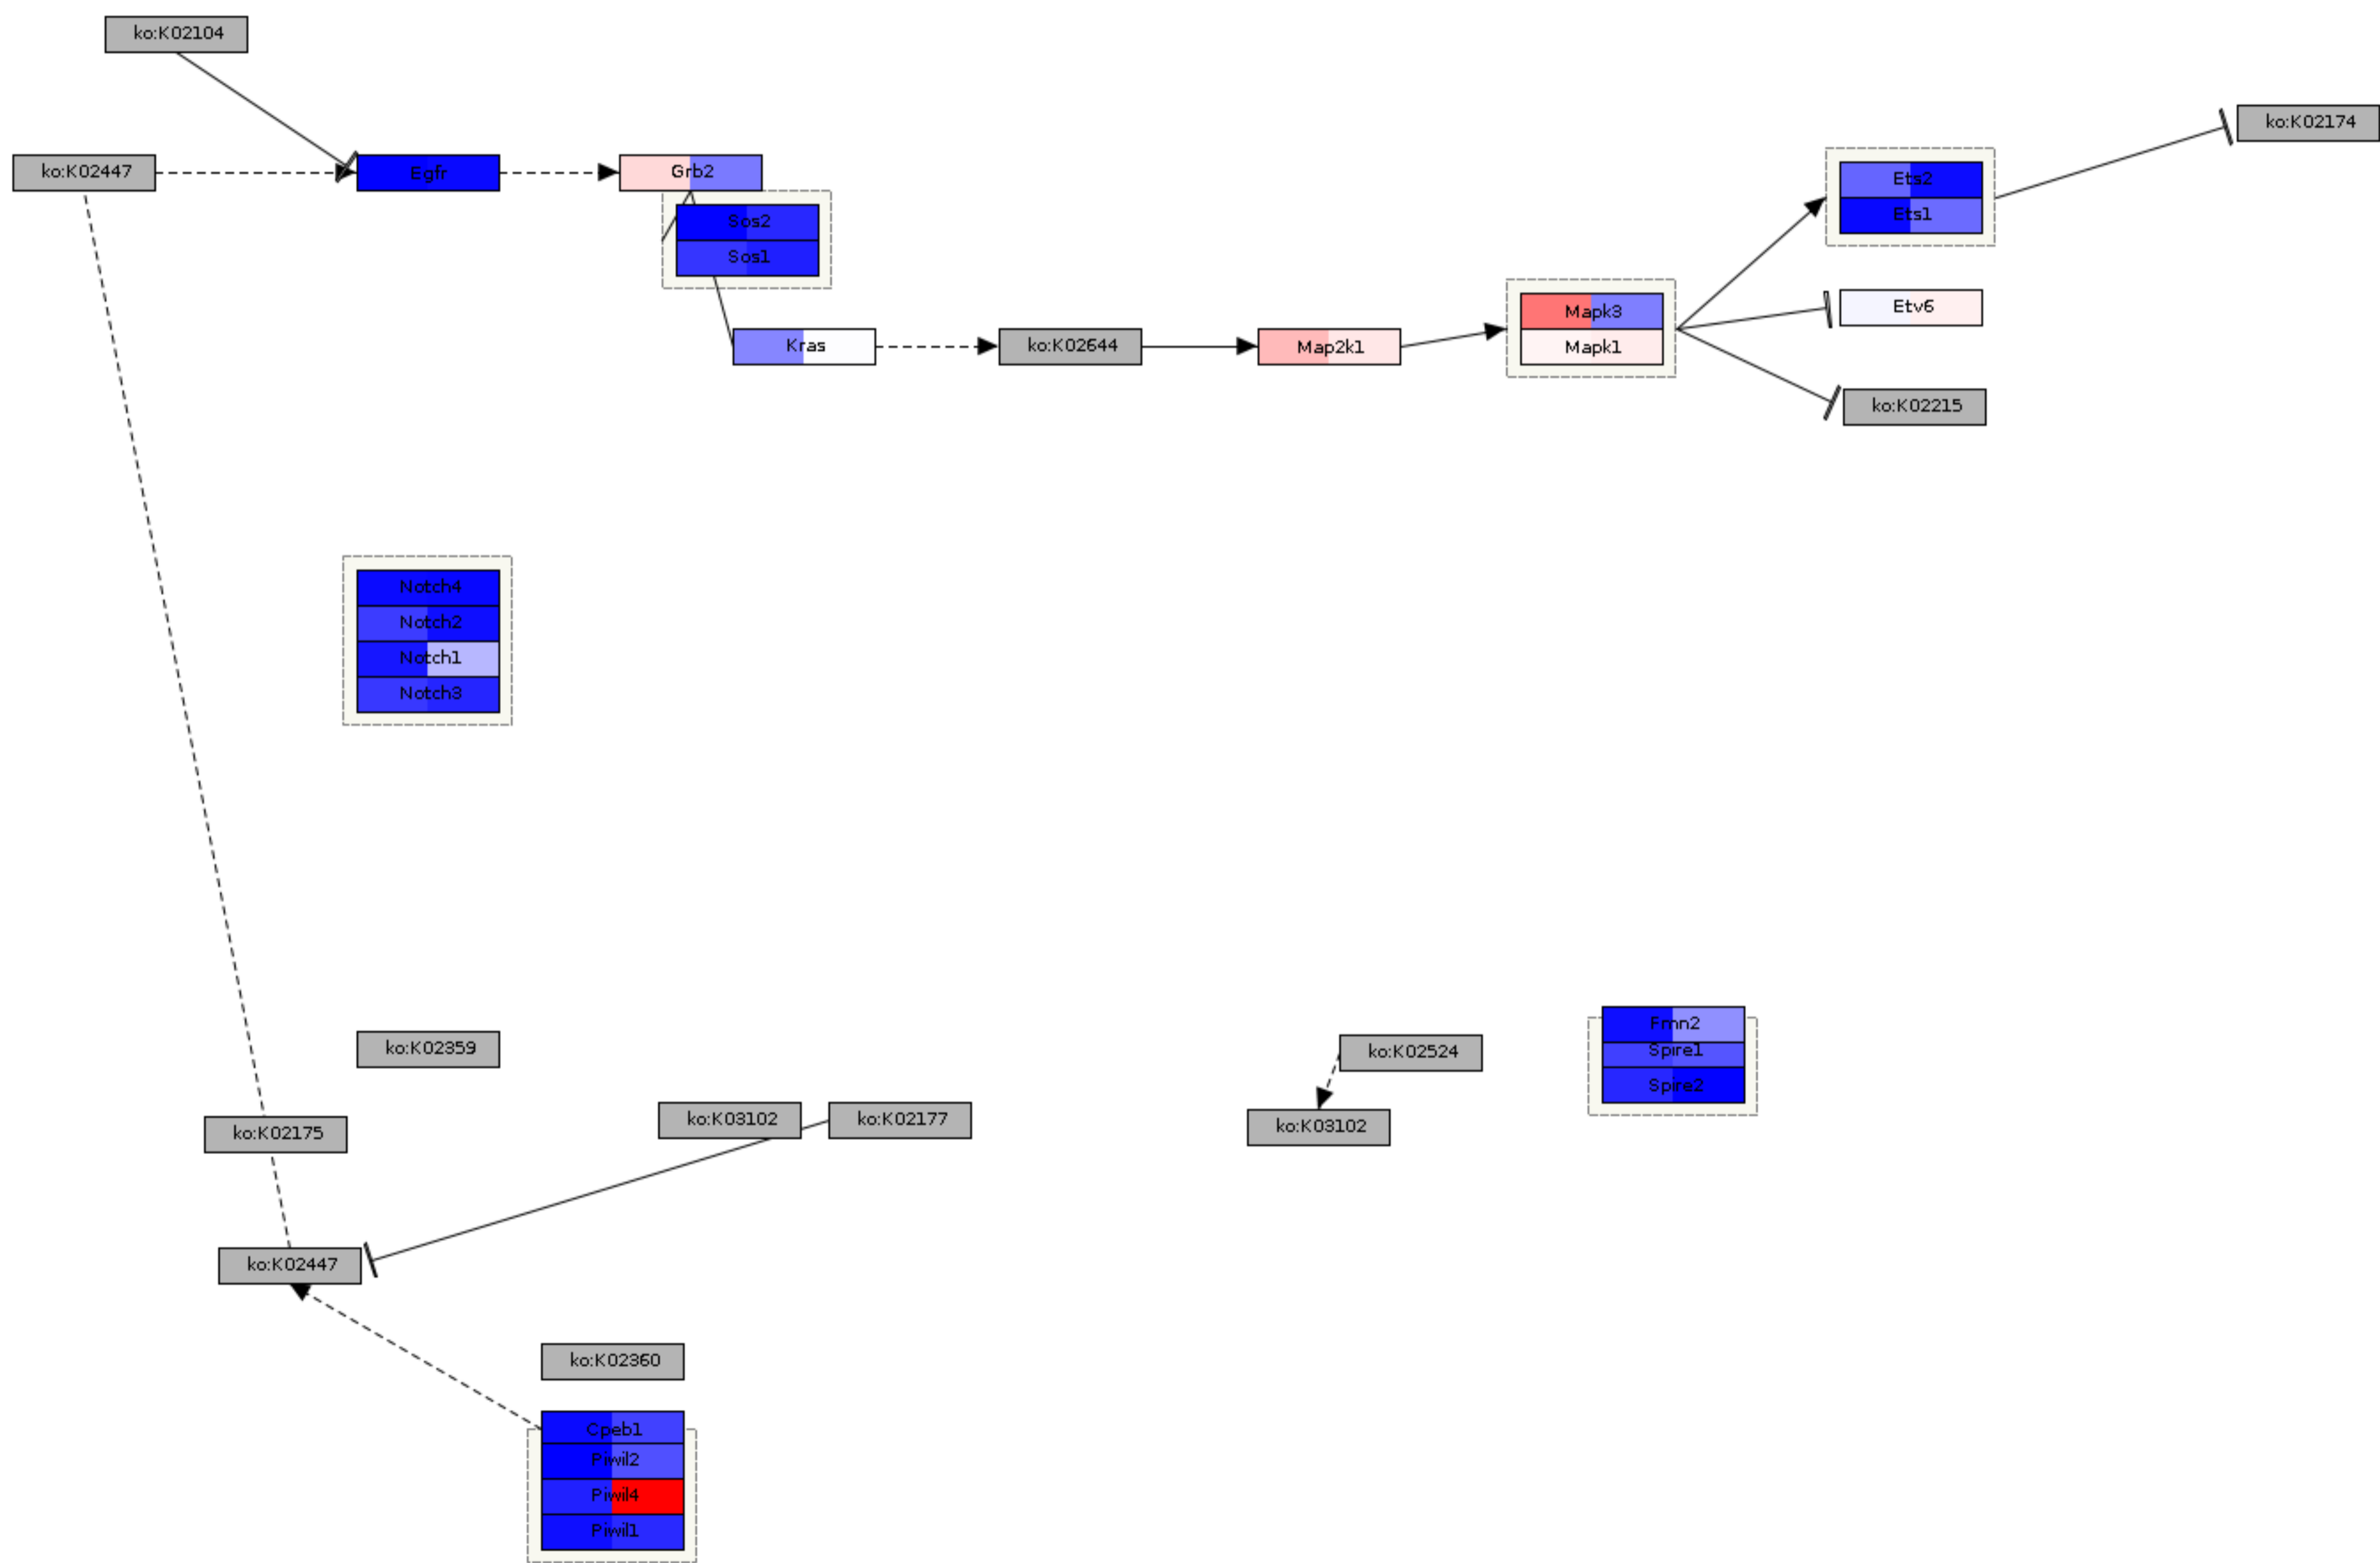 ko:K02104
ko:K02174
ko:K02447
Egfr
Grb2
Ets2
Sos2
Ets1
Sos1
Etv6
Mapk3
Kras
ko:K02644
Map2k1
Mapk1
ko:K02215
Notch4
Notch2
Notch1
Notch3
Fmn2
ko:K02359
ko:K02524
Spire1
Spire2
ko:K02175
ko:K03102
ko:K02177
ko:K03102
ko:K02447
ko:K02360
Cpeb1
Piwil2
Piwil4
Piwil1